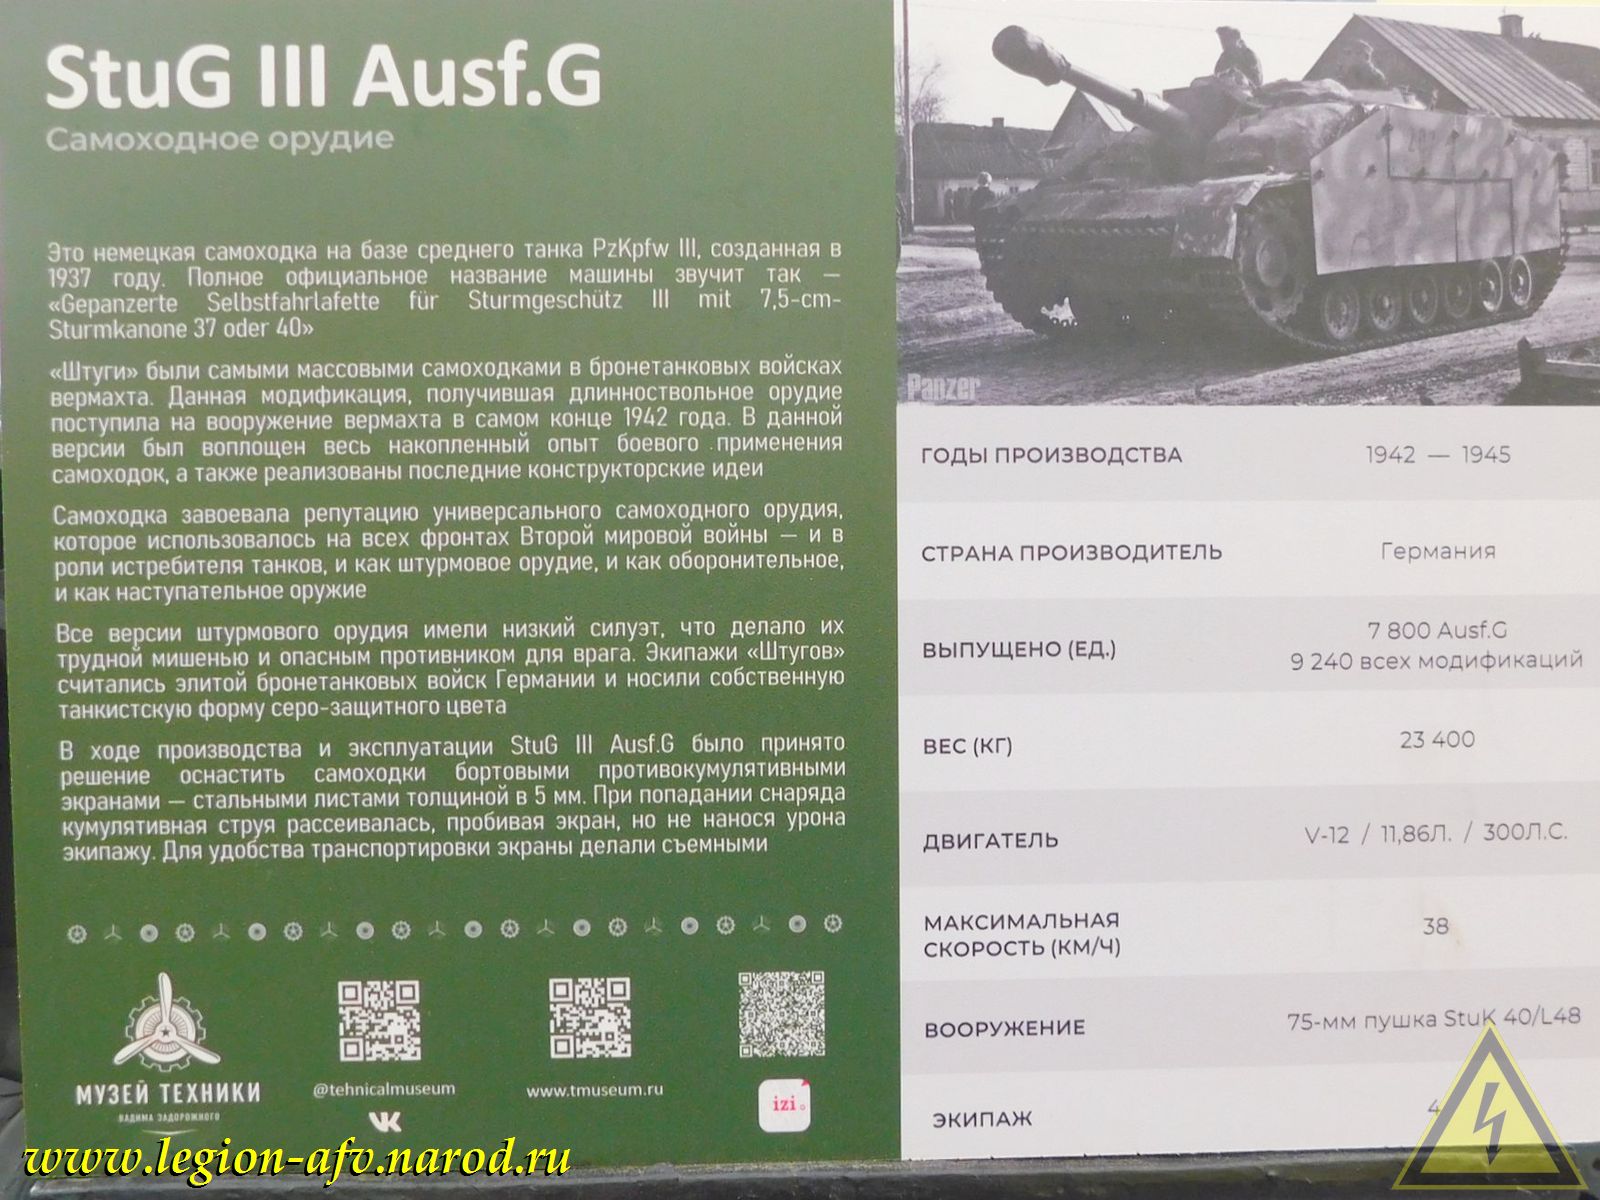 StuG III Ausf.G
Самоходное орудие
Это немецкая самоходка на базе среднего танка PzKpfw III, созданная в
1937 году. Полное официальное название машины звучит так —
«Gepanzerte Selbstfahrlafette für Sturmgeschütz III mit 7,5-cm-
Sturmkanone 37 oder 40»
«Штуги» были самыми массовыми самоходками в бронетанковых войсках
вермахта. Данная модификация, получившая длинноствольное орудие
поступила на вооружение вермахта в самом конце 1942 года. В данной
версии был воплощен весь накопленный опыт боевого применения
самоходок, а также реализованы последние конструкторские идеи
Самоходка завоевала репутацию универсального самоходного орудия,
которое использовалось на всех фронтах Второй мировой войны — и в
роли истребителя танков, и как штурмовое орудие, и как оборонительное,
и как наступательное оружие
Все версии штурмового орудия имели низкий силуэт, что делало их
трудной мишенью и опасным противником для врага. Экипажи «Штугов»
считались элитой бронетанковых войск Германии и носили собственную
танкистскую форму серо-защитного цвета
В ходе производства и эксплуатации StuG III Ausf.G было принято
решение оснастить самоходки бортовыми противокумулятивными
экранами — стальными листами толщиной в 5 мм. При попадании снаряда
кумулятивная струя рассеивалась, пробивая экран, но не нанося урона
экипажу. Для удобства транспортировки экраны делали съемными
МУЗЕЙ ТЕХНИКИ
ВАДИМА ЗАДОРОЖНОГО
@tehnicalmuseum
VK
www.tmuseum.ru
izi
Panzer
ГОДЫ ПРОИЗВОДСТВА 1942 — 1945
СТРАНА ПРОИЗВОДИТЕЛЬ Германия
ВЫПУЩЕНО (ЕД.) 7 800 Ausf.G
9 240 всех модификаций
ВЕС (КГ) 23 400
ДВИГАТЕЛЬ V-12 / 11,86Л. / 300Л.С.
МАКСИМАЛЬНАЯ
СКОРОСТЬ (КМ/Ч) 38
ВООРУЖЕНИЕ 75-мм пушка StuK 40/L48
ЭКИПАЖ 4
www.legion-afv.narod.ru